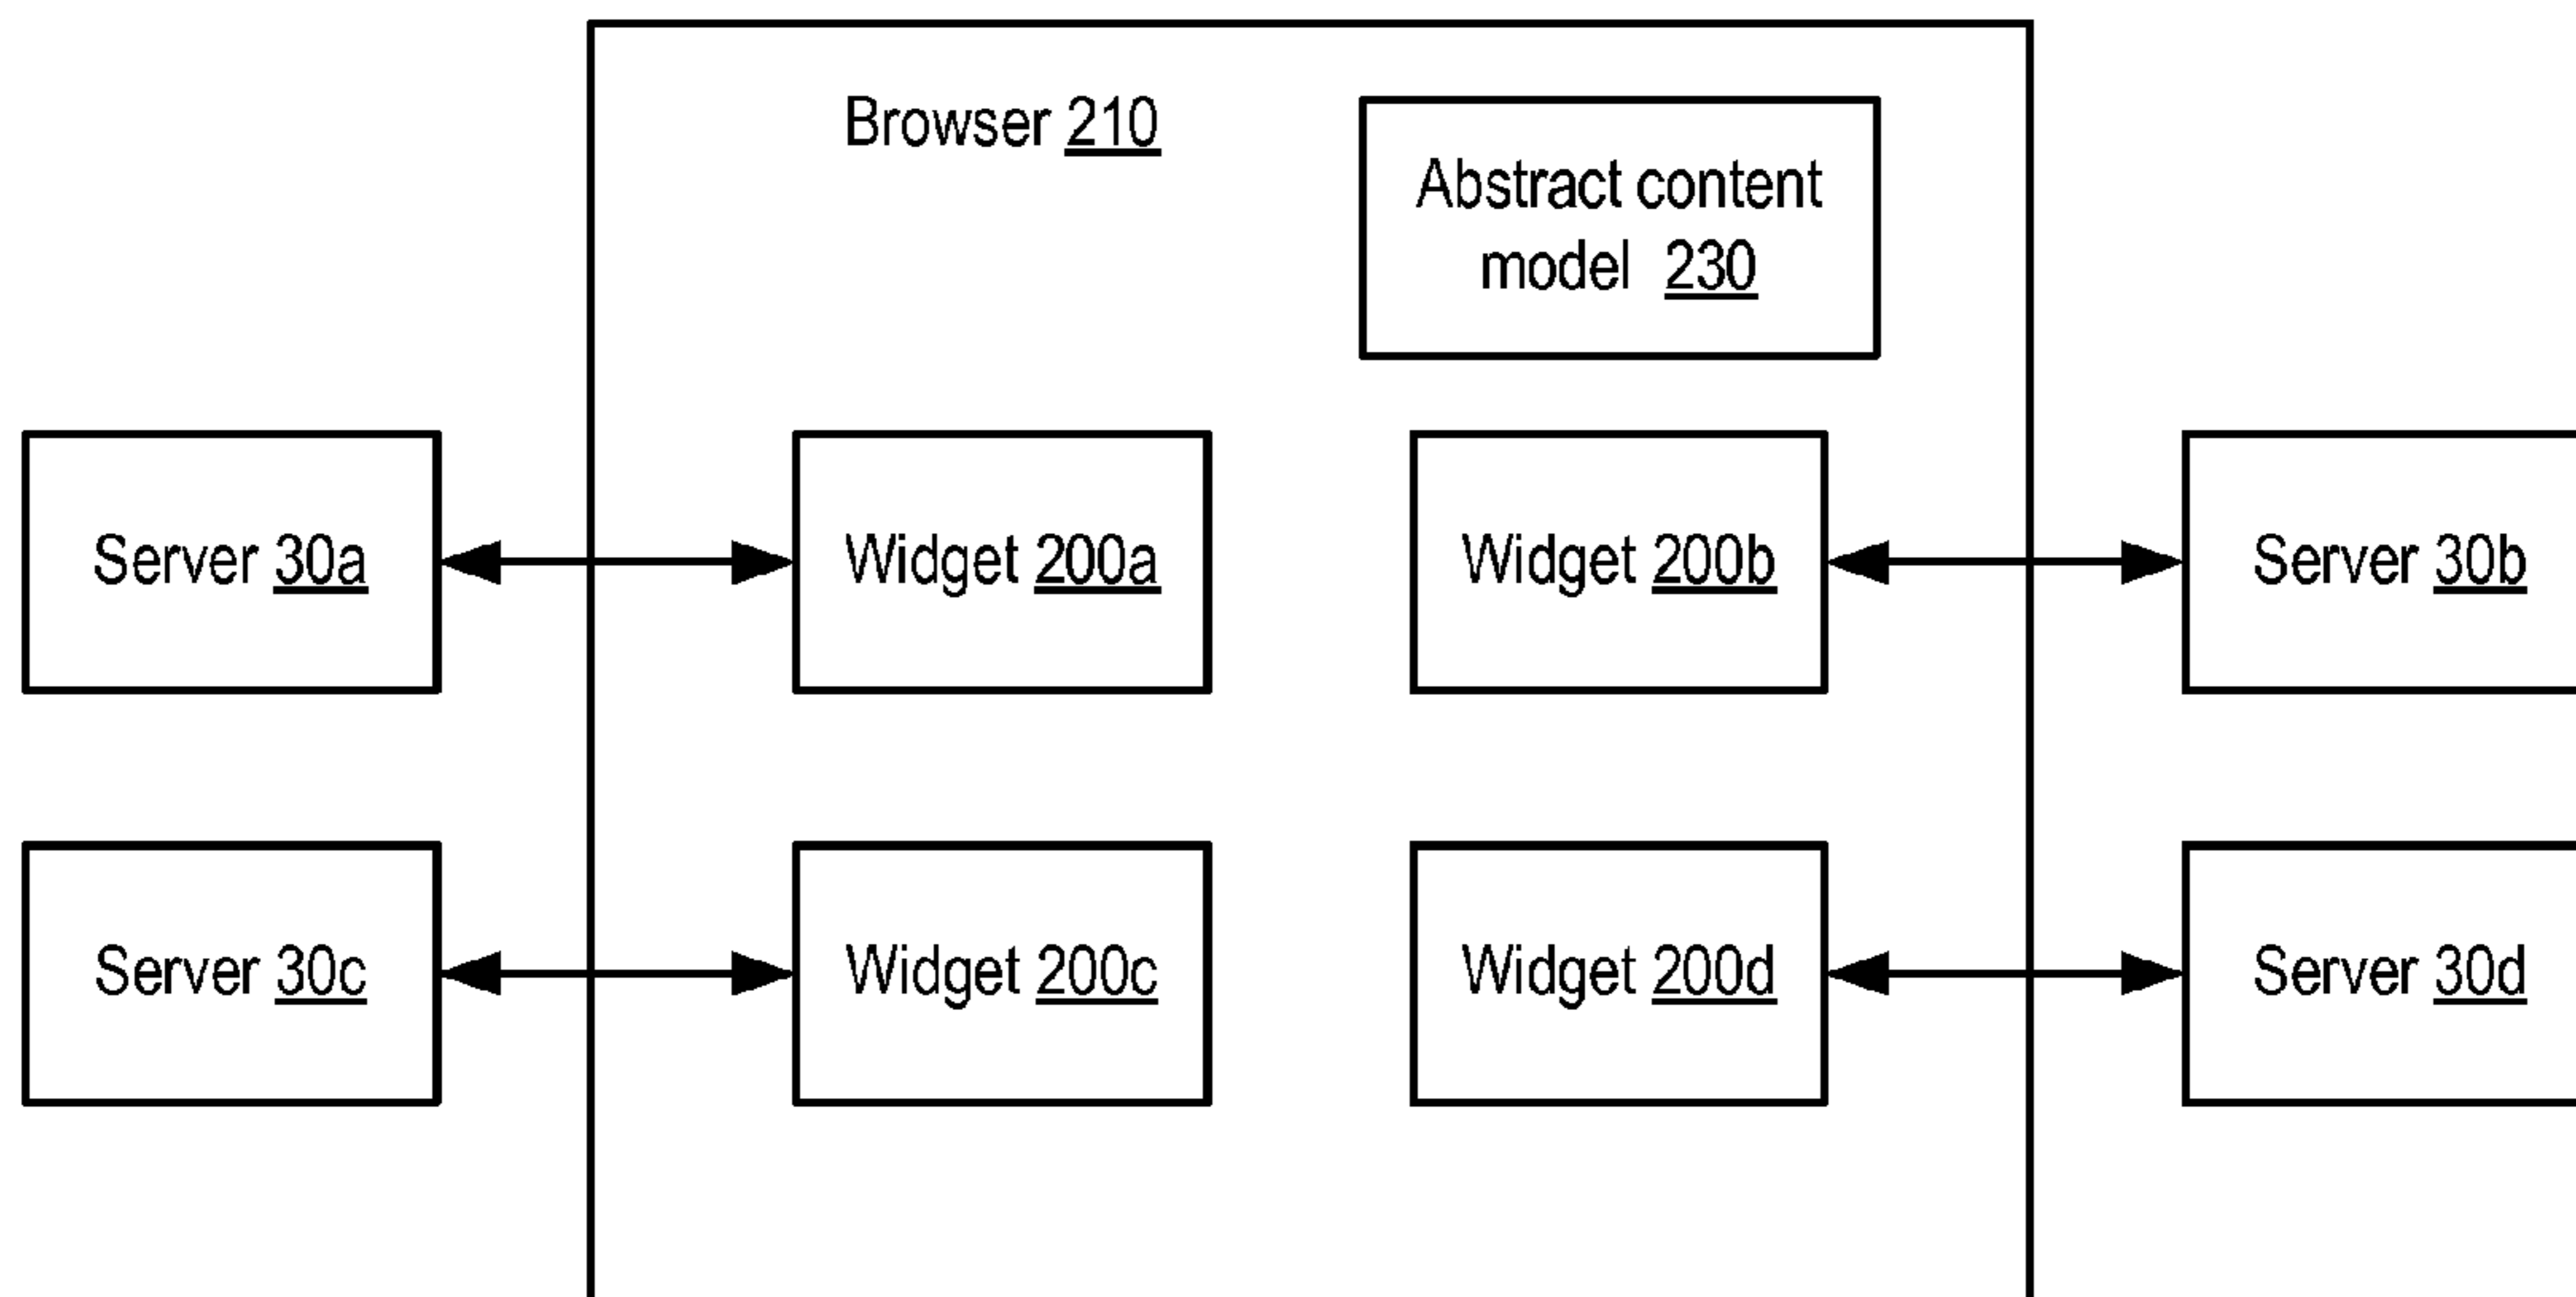 Browser 210
Abstract content
model 230
Server 30a
Widget 200a
Widget 200b
Server 30b
Server 30c
Widget 200c
Widget 200d
Server 30d